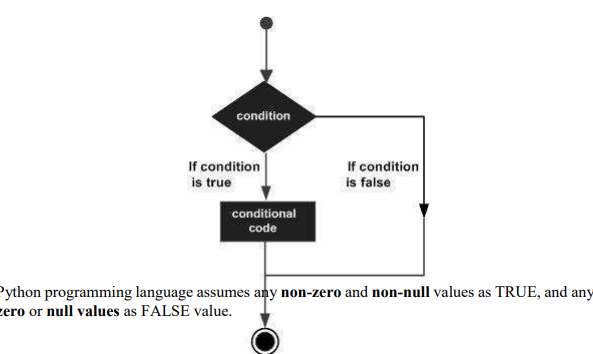 condition
If condition
is true
If condition
is false
conditional
code
Python programming language assumes any non-zero and non-null values as TRUE, and any
zero or null values as FALSE value.